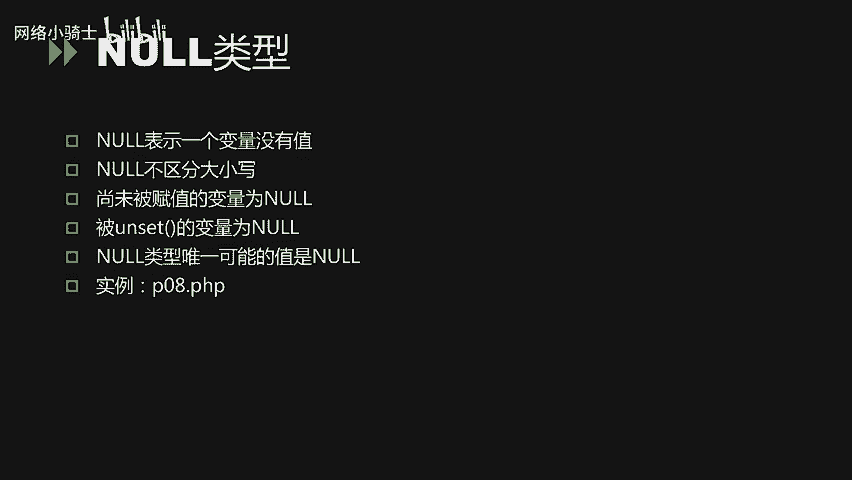 网络小骑士 bilibili
NULL类型
NULL表示一个变量没有值
NULL不区分大小写
尚未被赋值的变量为NULL
被unset()的变量为NULL
NULL类型唯一可能的值是NULL
实例：p08.php